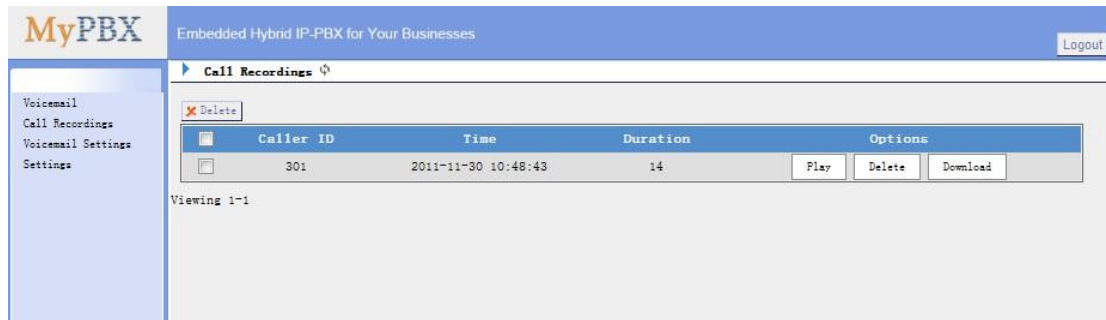 MyPBX
Embedded Hybrid IP-PBX for Your Businesses
Logout
Call Recordings
Voicemail
Call Recordings
Voicemail Settings
Settings
Delete
Caller ID Time Duration Options
301 2011-11-30 10:48:43 14 Play Delete Download
Viewing 1-1